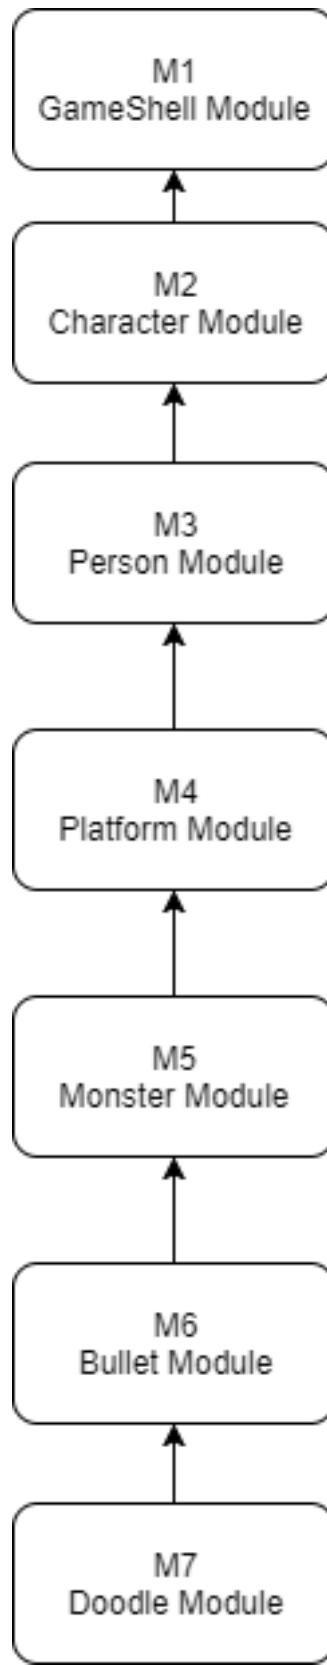 M1
GameShell Module
M2
Character Module
M3
Person Module
M4
Platform Module
M5
Monster Module
M6
Bullet Module
M7
Doodle Module